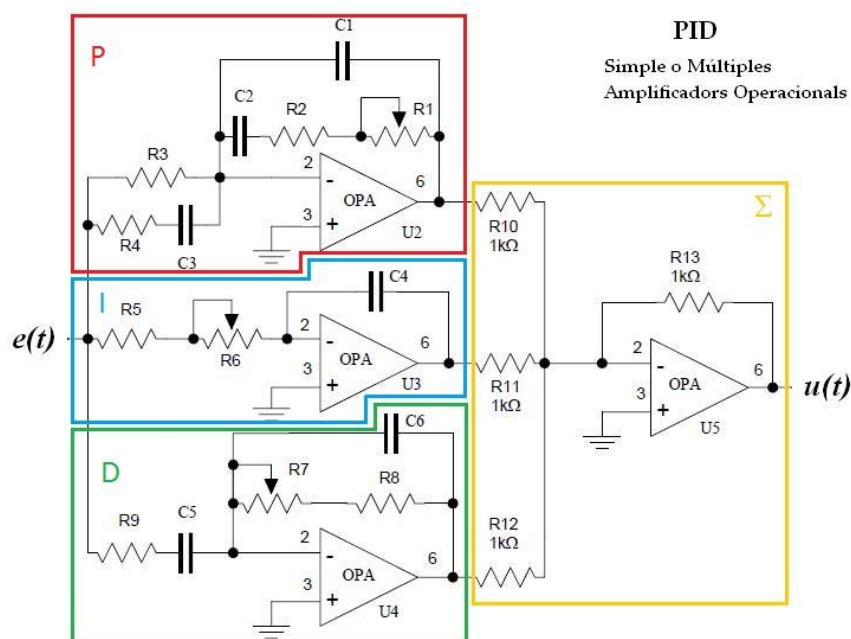 PID
Simple o Múltiples
Amplificadors Operacionals
P
C1
C2
R2
R1
R3
2
-
OPA
6
3
+
U2
R4
C3
Σ
R10
1kΩ
I
R5
R6
C4
2
-
OPA
6
3
+
U3
e(t)
R11
1kΩ
R13
1kΩ
2
-
OPA
6
3
+
U5
u(t)
D
C6
R7
R8
R9
C5
2
-
OPA
6
3
+
U4
R12
1kΩ